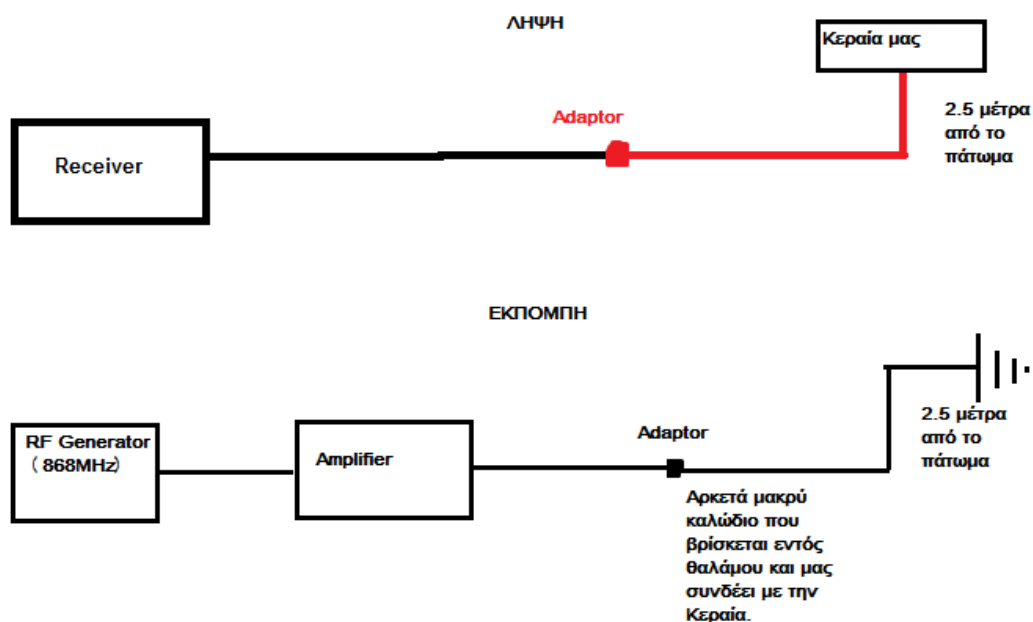 ΛΗΨΗ
Κεραία μας
Adaptor
2.5 μέτρα
από το
πάτωμα
Receiver
ΕΚΠΟΜΠΗ
RF Generator
(868MHz)
Amplifier
Adaptor
2.5 μέτρα
από το
πάτωμα
Αρκετά μακρύ
καλώδιο που
βρίσκεται εντός
θαλάμου και μας
συνδέει με την
Κεραία.